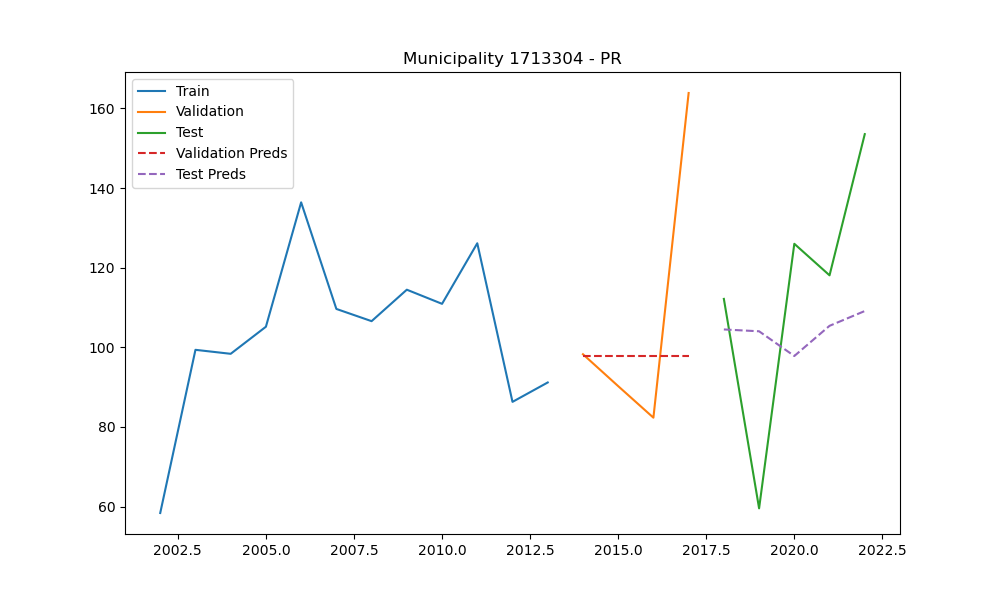 Municipality 1713304 - PR
Train
Validation
Test
Validation Preds
Test Preds
160
140
120
100
80
60
2002.5 2005.0 2007.5 2010.0 2012.5 2015.0 2017.5 2020.0 2022.5